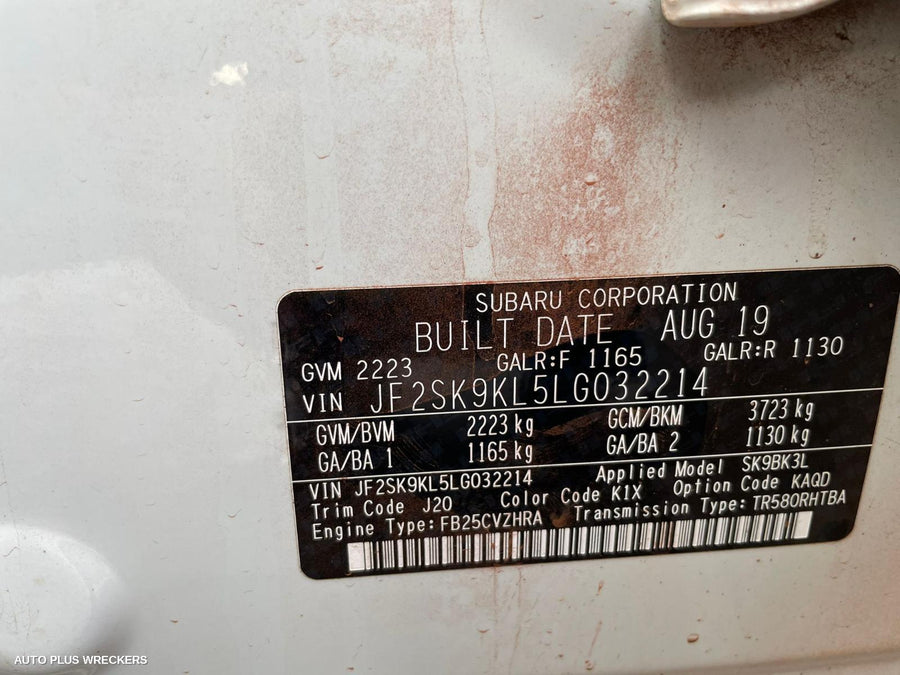 SUBARU CORPORATION
BUILT DATE AUG 19
GVM 2223 GALR:F 1165 GALR:R 1130
VIN JF2SK9KL5LG032214
GVM/BVM 2223 kg GCM/BKM 3723 kg
GA/BA 1 1165 kg GA/BA 2 1130 kg
VIN JF2SK9KL5LG032214 Applied Model SK9BK3L
Trim Code J20 Color Code K1X Option Code KAQD
Engine Type: FB25CVZHRA Transmission Type: TR580RHTBA
AUTO PLUS WRECKERS